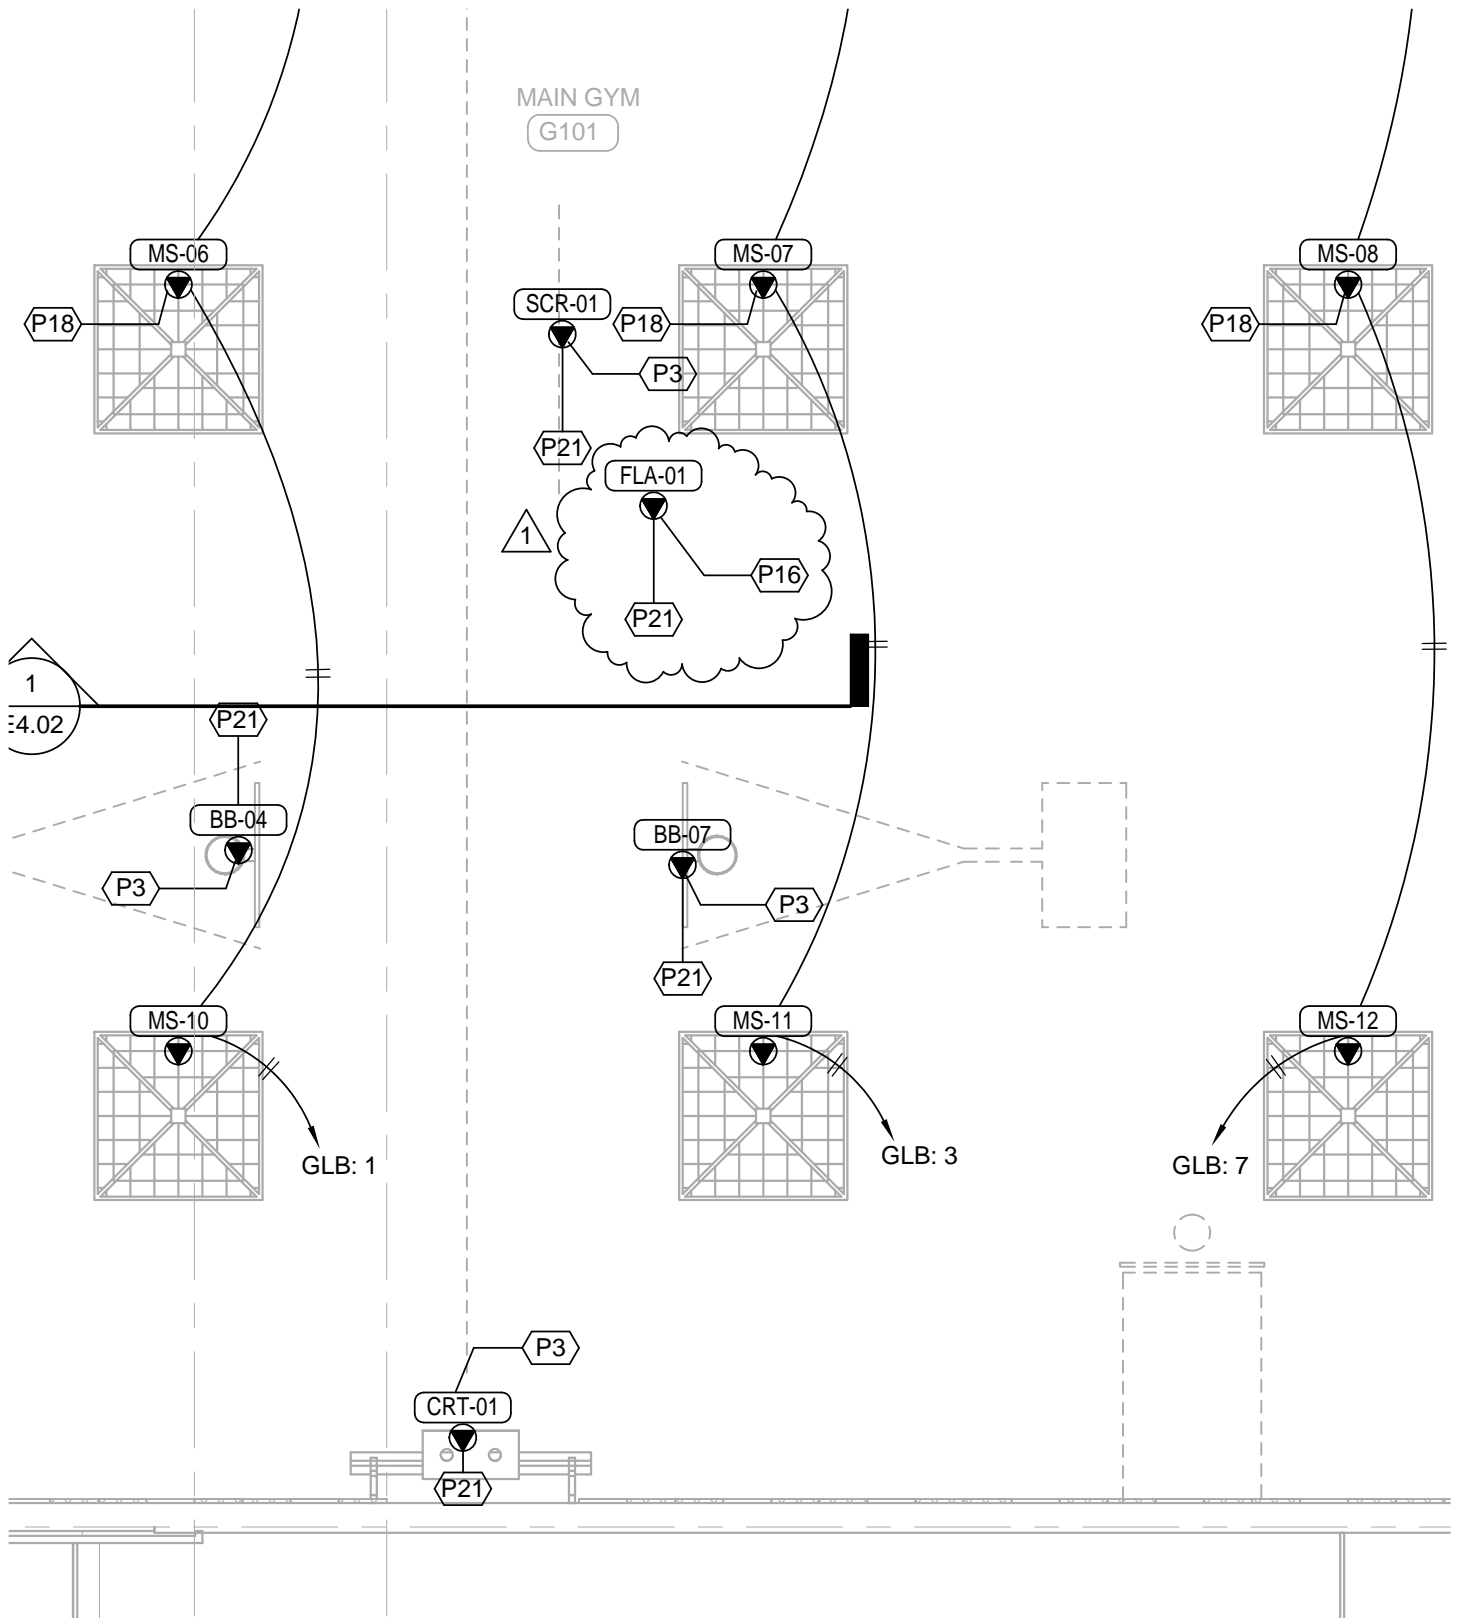 MAIN GYM
G101
MS-06
MS-07
MS-08
P18
SCR-01
P18
P18
P3
P21
FLA-01
1
P16
P21
1
P21
E4.02
BB-04
BB-07
P3
P3
P21
MS-10
MS-11
MS-12
GLB: 1
GLB: 3
GLB: 7
P3
CRT-01
P21